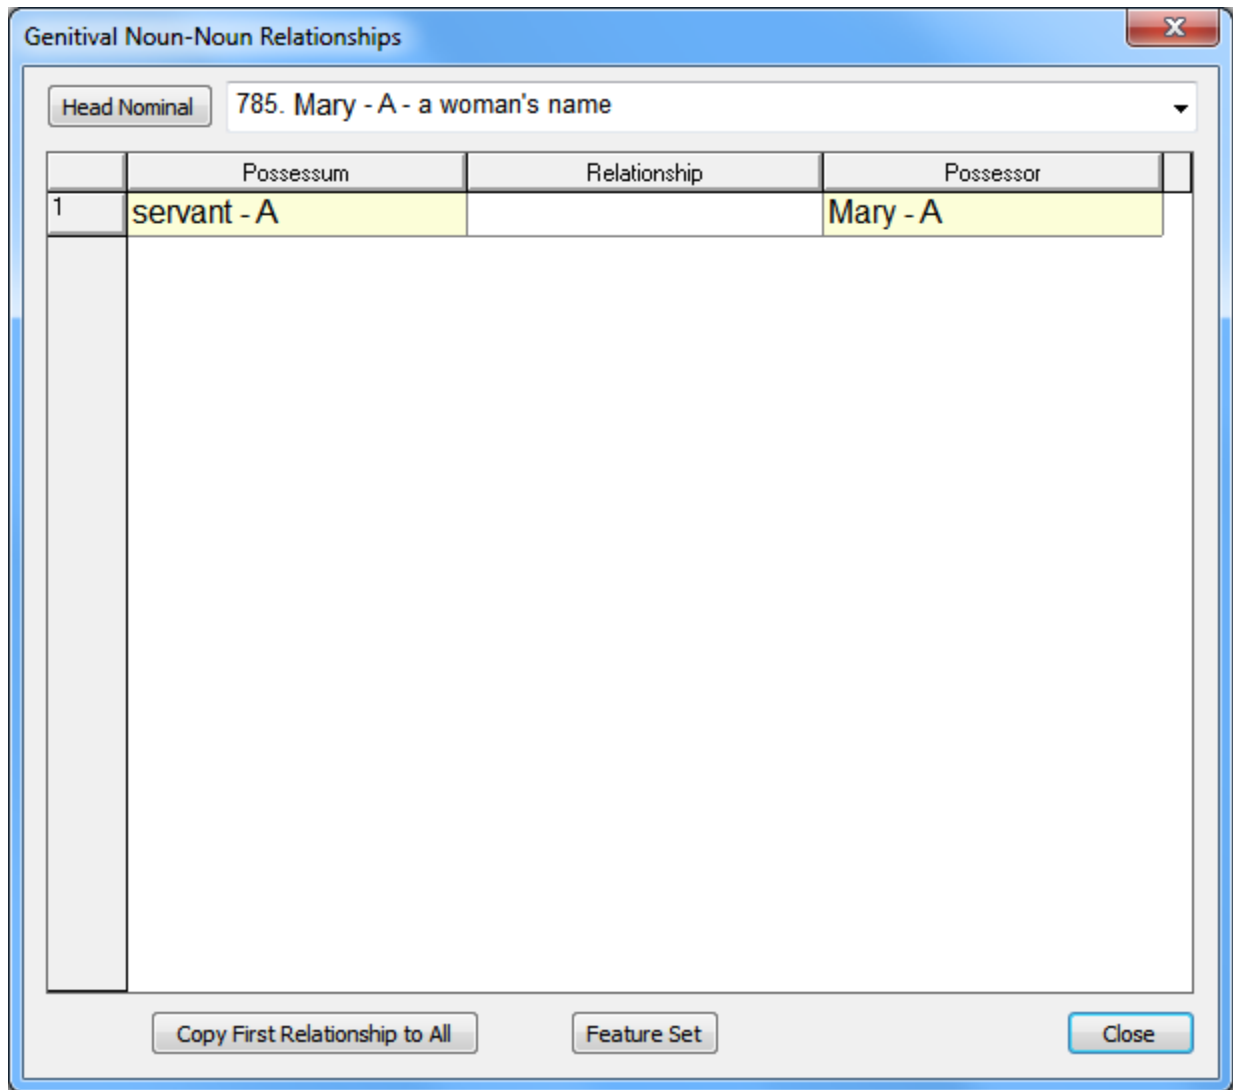 Genitival Noun-Noun Relationships
X
Head Nominal 785. Mary - A - a woman's name
Possessum Relationship Possessor
1 servant - A Mary - A
Copy First Relationship to All Feature Set Close